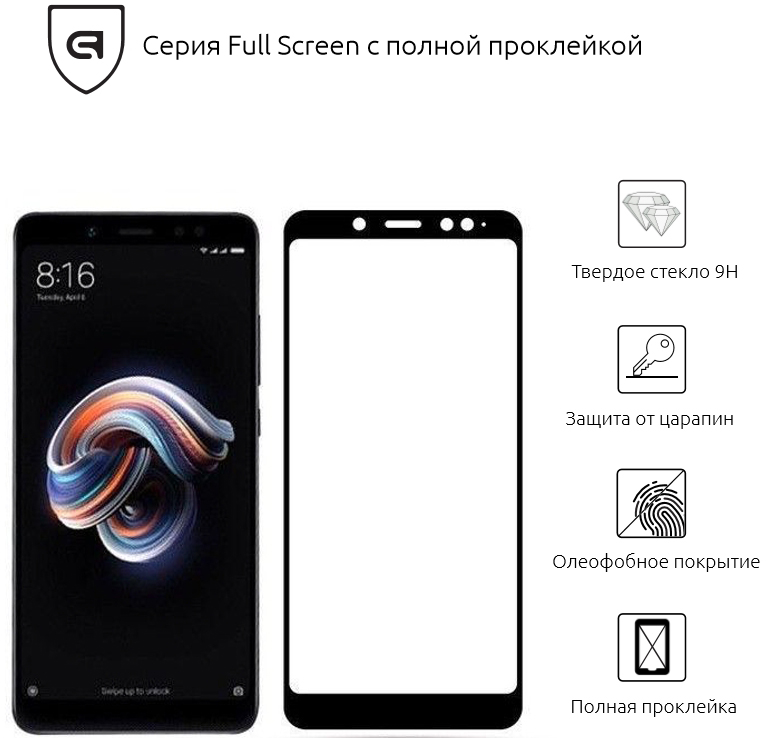 Серия Full Screen с полной проклейкой
8:16
Tuesday, April 6
Swipe up to unlock
Твердое стекло 9H
Защита от царапин
Олеофобное покрытие
Полная проклейка